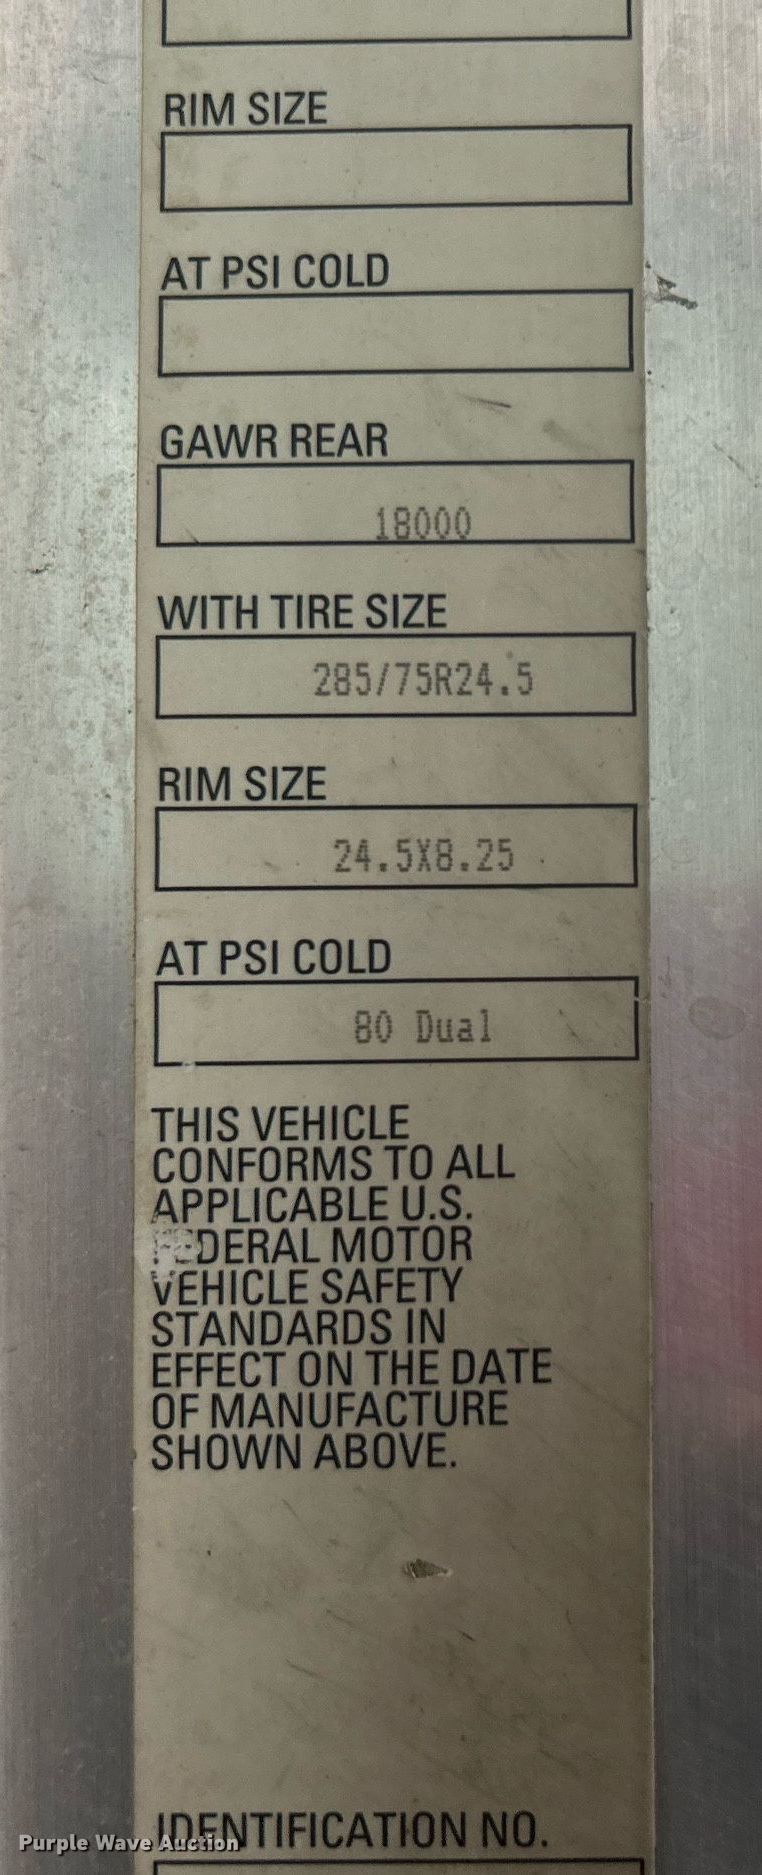 RIM SIZE
AT PSI COLD
GAWR REAR
18000
WITH TIRE SIZE
285/75R24.5
RIM SIZE
24.5X8.25
AT PSI COLD
80 Dual
THIS VEHICLE
CONFORMS TO ALL
APPLICABLE U.S.
FEDERAL MOTOR
VEHICLE SAFETY
STANDARDS IN
EFFECT ON THE DATE
OF MANUFACTURE
SHOWN ABOVE.
IDENTIFICATION NO.
Purple Wave Auction